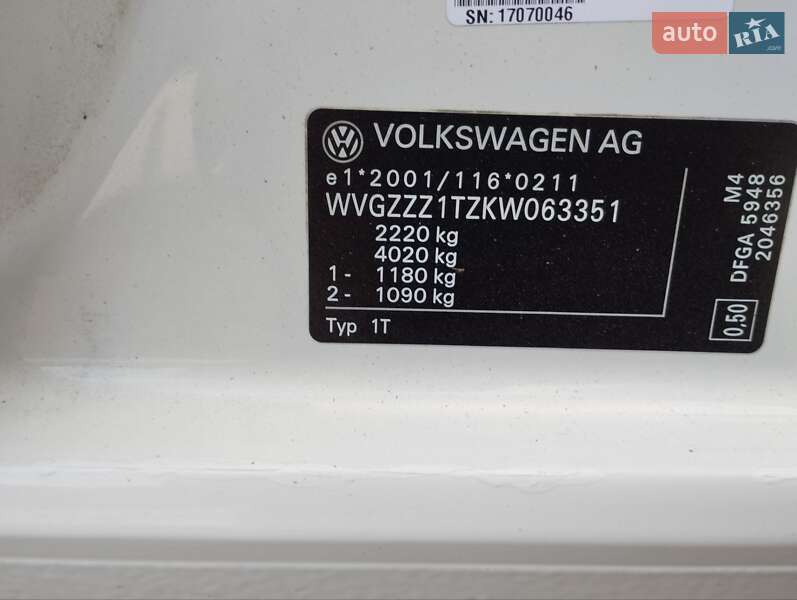 SN: 17070046
auto RIA .com
VOLKSWAGEN AG
e1*2001/116*0211
WVGZZZ1TZKW063351
2220 kg
4020 kg
1 - 1180 kg
2 - 1090 kg
Typ 1T
M4
DFGA 5948
2046356
0,50